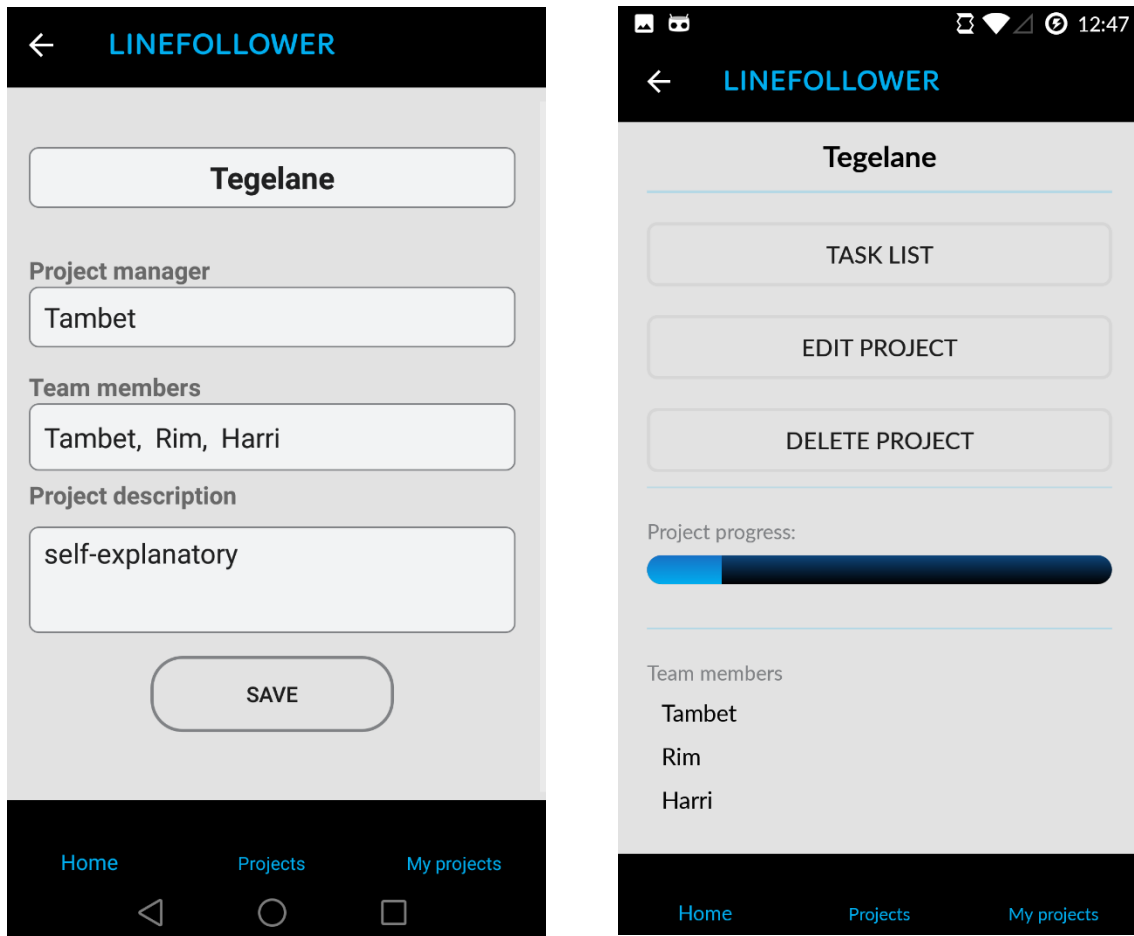 LINEFOLLOWER
Tegelane
Project manager
Tambet
Team members
Tambet, Rim, Harri
Project description
self-explanatory
SAVE
Home Projects My projects
12:47
LINEFOLLOWER
Tegelane
TASK LIST
EDIT PROJECT
DELETE PROJECT
Project progress:
Team members
Tambet
Rim
Harri
Home Projects My projects